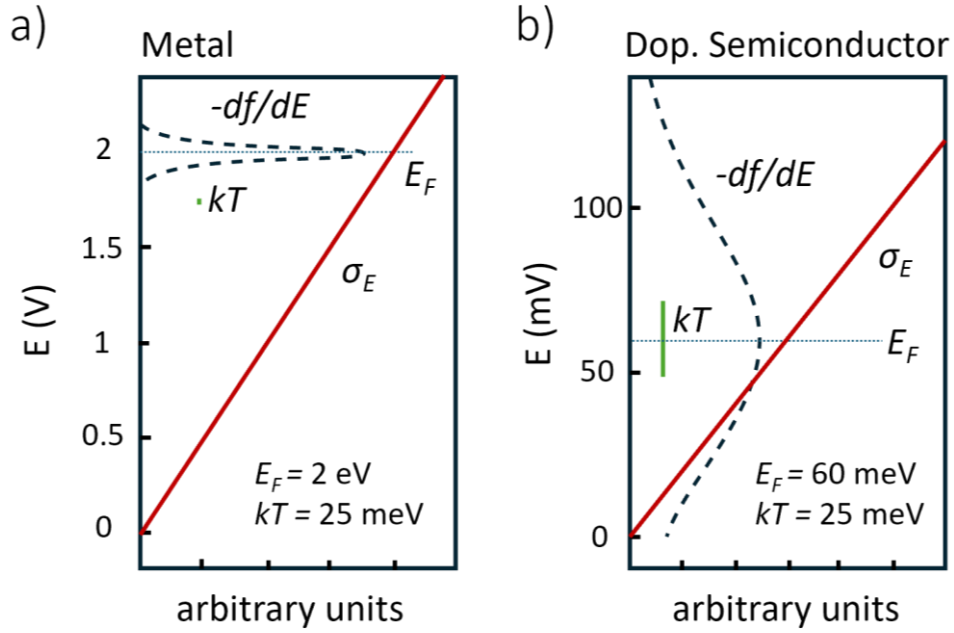 a)
Metal
-df/dE
2
E_F
kT
1.5
σ_E
E (V)
1
0.5
E_F = 2 eV
kT = 25 meV
0
arbitrary units
b)
Dop. Semiconductor
-df/dE
100
σ_E
kT
E (mV)
E_F
50
E_F = 60 meV
kT = 25 meV
0
arbitrary units